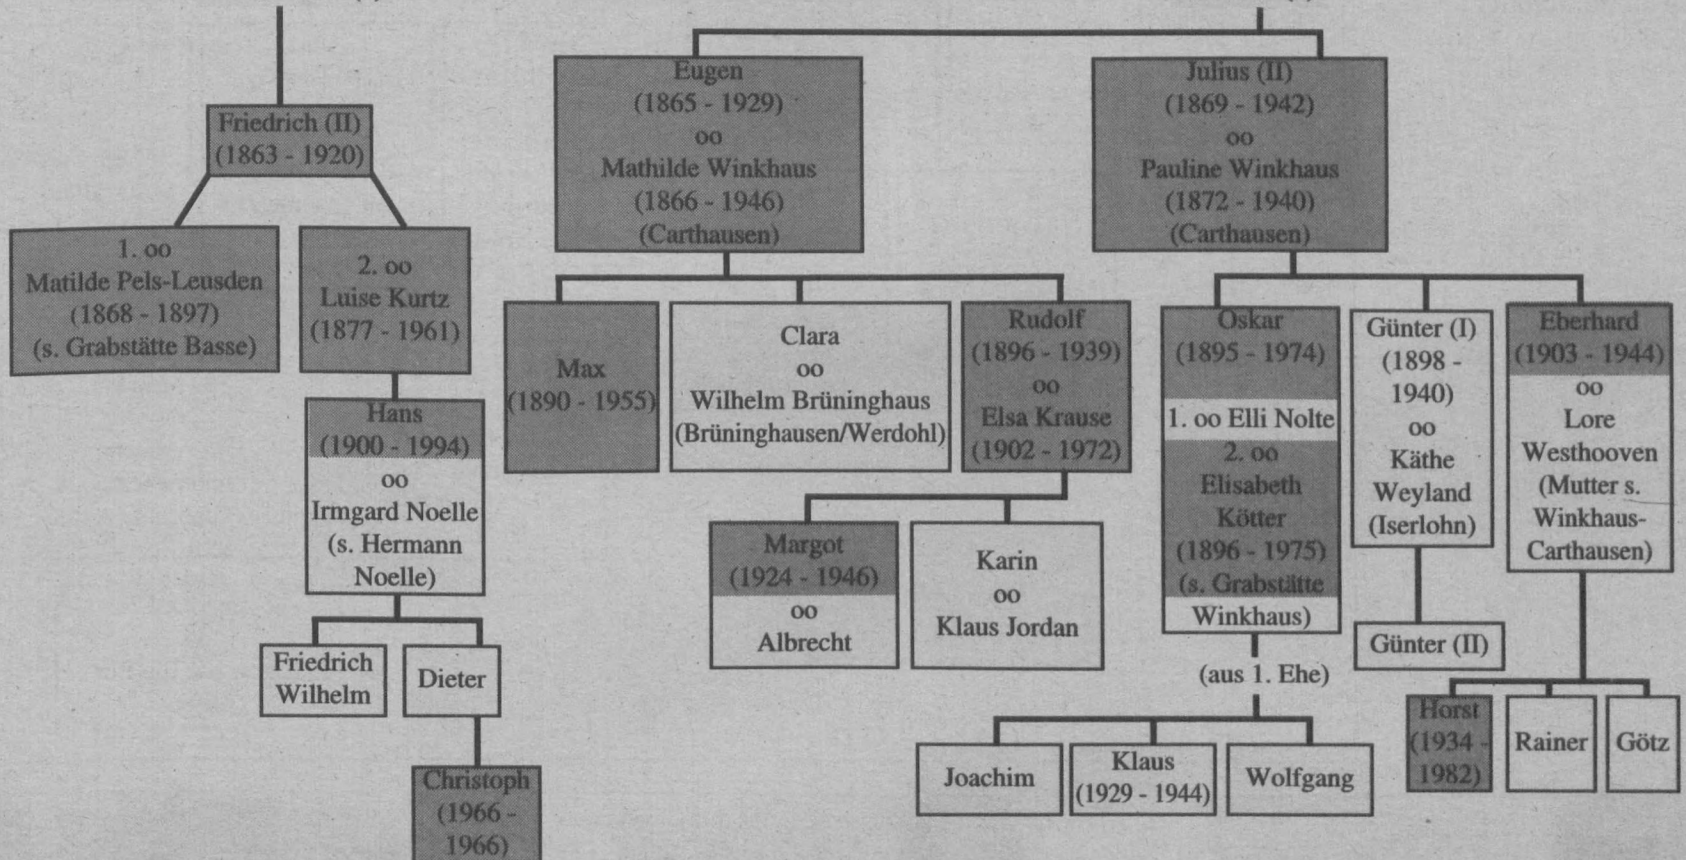 Friedrich (II)
(1863 - 1920)
1. oo
Matilde Pels-Leusden
(1868 - 1897)
(s. Grabstätte Basse)
2. oo
Luise Kurtz
(1877 - 1961)
Hans
(1900 - 1994)
oo
Irmgard Noelle
(s. Hermann
Noelle)
Friedrich
Wilhelm
Dieter
Christoph
(1966 -
1966)
Eugen
(1865 - 1929)
oo
Mathilde Winkhaus
(1866 - 1946)
(Carthausen)
Max
(1890 - 1955)
Clara
oo
Wilhelm Brüninghaus
(Brüninghausen/Werdohl)
Rudolf
(1896 - 1939)
oo
Elsa Krause
(1902 - 1972)
Margot
(1924 - 1946)
oo
Albrecht
Karin
oo
Klaus Jordan
Julius (II)
(1869 - 1942)
oo
Pauline Winkhaus
(1872 - 1940)
(Carthausen)
Oskar
(1895 - 1974)
1. oo Elli Nolte
2. oo
Elisabeth
Kötter
(1896 - 1975)
(s. Grabstätte
Winkhaus)
(aus 1. Ehe)
Joachim
Klaus
(1929 - 1944)
Wolfgang
Günter (I)
(1898 -
1940)
oo
Käthe
Weyland
(Iserlohn)
Günter (II)
Eberhard
(1903 - 1944)
oo
Lore
Westhooven
(Mutter s.
Winkhaus-
Carthausen)
Horst
(1934 -
1982)
Rainer
Götz